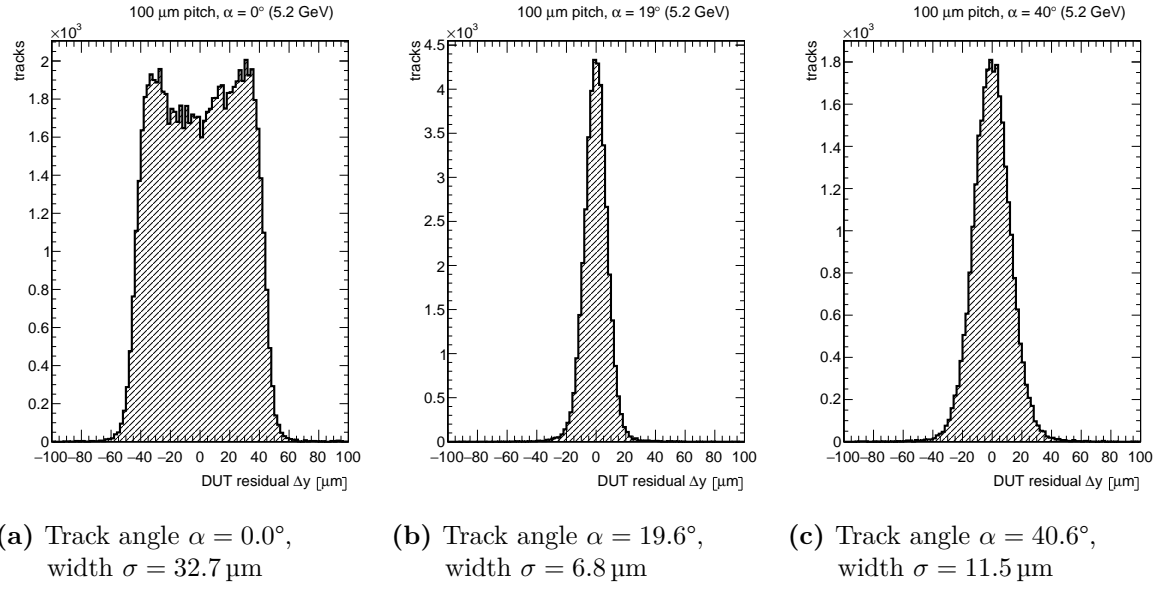 100 μm pitch, α = 0° (5.2 GeV)
×10³
tracks
2
1.8
1.6
1.4
1.2
1
0.8
0.6
0.4
0.2
0
−100−80 −60 −40 −20 0 20 40 60 80 100
DUT residual Δy [μm]
(a) Track angle α = 0.0°,
width σ = 32.7 μm
100 μm pitch, α = 19° (5.2 GeV)
×10³
tracks
4.5
4
3.5
3
2.5
2
1.5
1
0.5
0
−100−80 −60 −40 −20 0 20 40 60 80 100
DUT residual Δy [μm]
(b) Track angle α = 19.6°,
width σ = 6.8 μm
100 μm pitch, α = 40° (5.2 GeV)
×10³
tracks
1.8
1.6
1.4
1.2
1
0.8
0.6
0.4
0.2
0
−100−80 −60 −40 −20 0 20 40 60 80 100
DUT residual Δy [μm]
(c) Track angle α = 40.6°,
width σ = 11.5 μm